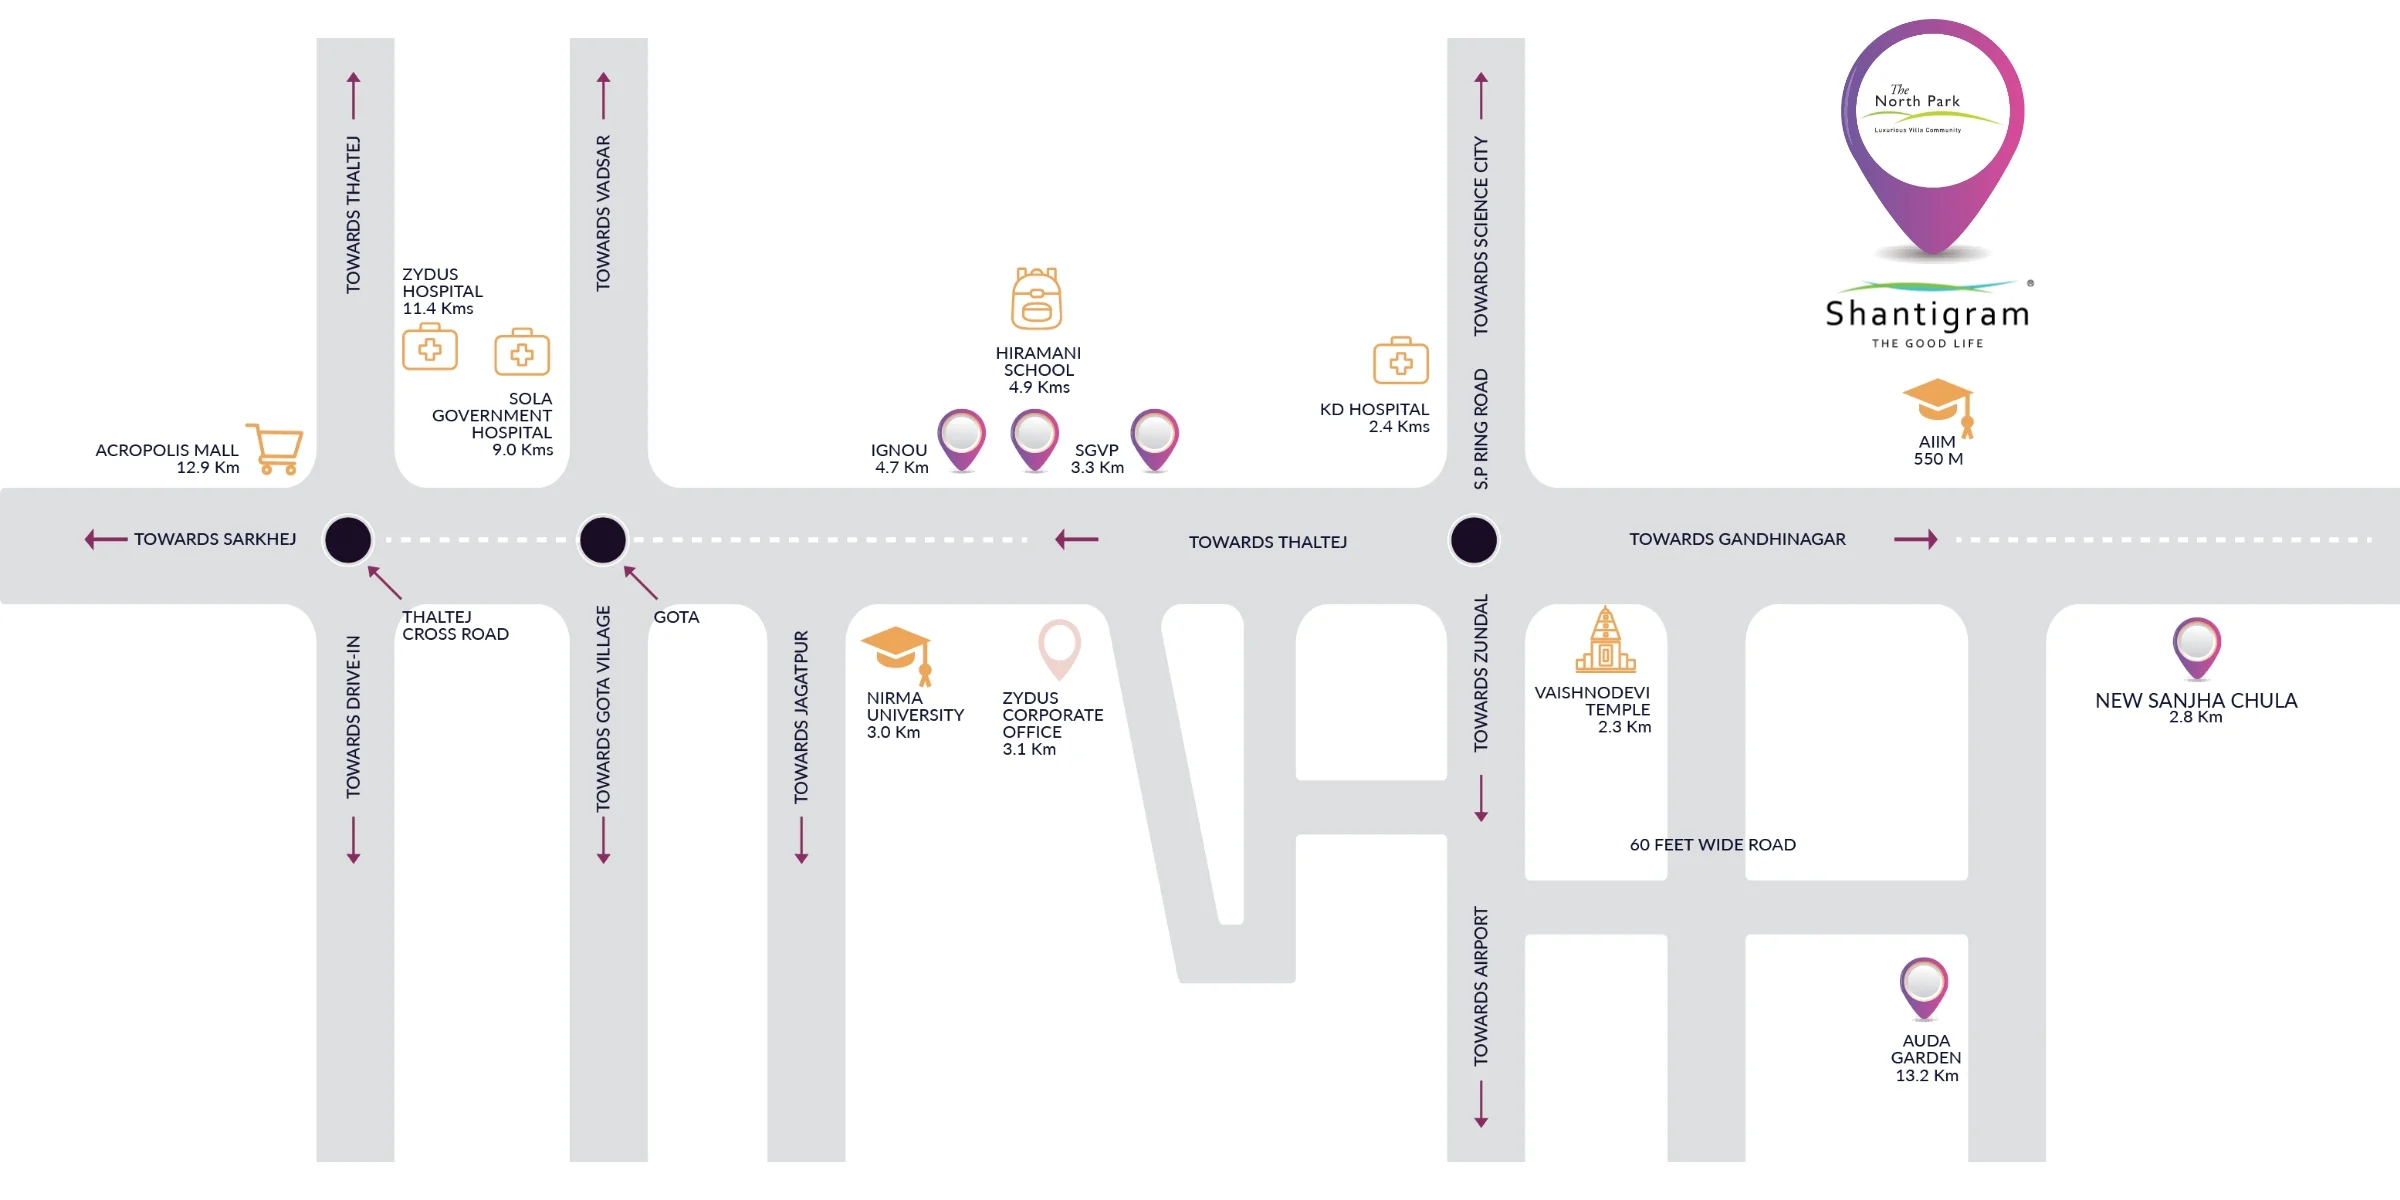 The
North Park
Luxurious Villa Community
Shantigram®
THE GOOD LIFE
TOWARDS THALTEJ
TOWARDS VADSAR
TOWARDS SCIENCE CITY
S.P RING ROAD
ZYDUS
HOSPITAL
11.4 Kms
SOLA
GOVERNMENT
HOSPITAL
9.0 Kms
ACROPOLIS MALL
12.9 Km
HIRAMANI
SCHOOL
4.9 Kms
IGNOU
4.7 Km
SGVP
3.3 Km
KD HOSPITAL
2.4 Kms
AIIM
550 M
TOWARDS SARKHEJ
TOWARDS THALTEJ
TOWARDS GANDHINAGAR
THALTEJ
CROSS ROAD
GOTA
TOWARDS DRIVE-IN
TOWARDS GOTA VILLAGE
TOWARDS JAGATPUR
NIRMA
UNIVERSITY
3.0 Km
ZYDUS
CORPORATE
OFFICE
3.1 Km
TOWARDS ZUNDAL
VAISHNODEVI
TEMPLE
2.3 Km
NEW SANJHA CHULA
2.8 Km
60 FEET WIDE ROAD
TOWARDS AIRPORT
AUDA
GARDEN
13.2 Km